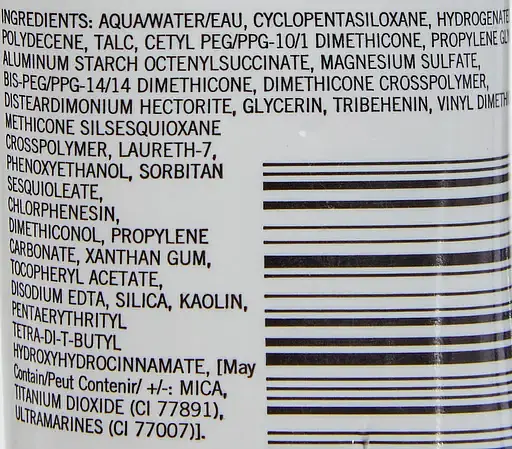 INGREDIENTS: AQUA/WATER/EAU, CYCLOPENTASILOXANE, HYDROGENATE
POLYDECENE, TALC, CETYL PEG/PPG-10/1 DIMETHICONE, PROPYLENE GLY
ALUMINUM STARCH OCTENYLSUCCINATE, MAGNESIUM SULFATE,
BIS-PEG/PPG-14/14 DIMETHICONE, DIMETHICONE CROSSPOLYMER,
DISTEARDIMONIUM HECTORITE, GLYCERIN, TRIBEHENIN, VINYL DIMETH
METHICONE SILSESQUIOXANE
CROSSPOLYMER, LAURETH-7,
PHENOXYETHANOL, SORBITAN
SESQUIOLEATE,
CHLORPHENESIN,
DIMETHICONOL, PROPYLENE
CARBONATE, XANTHAN GUM,
TOCOPHERYL ACETATE,
DISODIUM EDTA, SILICA, KAOLIN,
PENTAERYTHRITYL
TETRA-DI-T-BUTYL
HYDROXYHYDROCINNAMATE, [May
Contain/Peut Contenir/ +/-: MICA,
TITANIUM DIOXIDE (CI 77891),
ULTRAMARINES (CI 77007)].